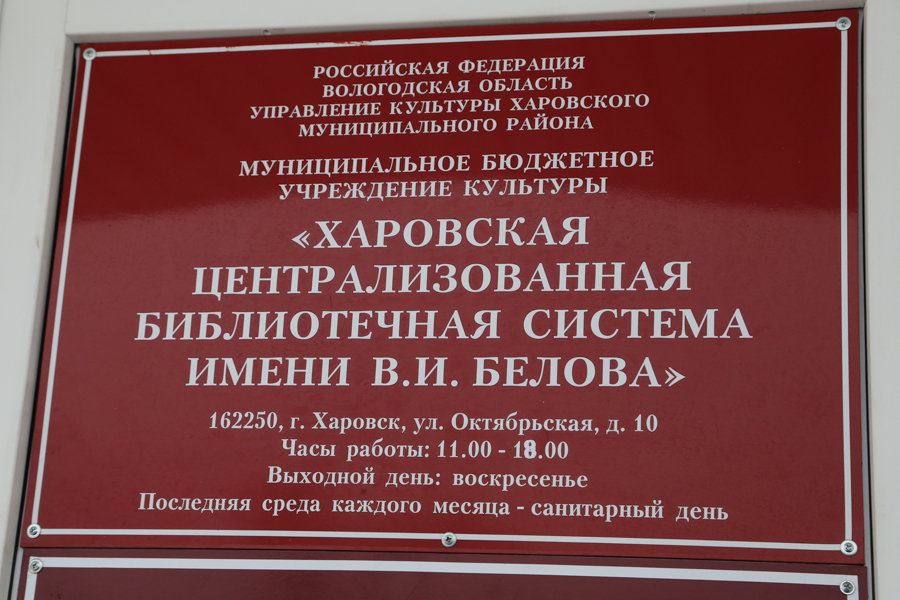 РОССИЙСКАЯ ФЕДЕРАЦИЯ
ВОЛОГОДСКАЯ ОБЛАСТЬ
УПРАВЛЕНИЕ КУЛЬТУРЫ ХАРОВСКОГО
МУНИЦИПАЛЬНОГО РАЙОНА
МУНИЦИПАЛЬНОЕ БЮДЖЕТНОЕ
УЧРЕЖДЕНИЕ КУЛЬТУРЫ
«ХАРОВСКАЯ
ЦЕНТРАЛИЗОВАННАЯ
БИБЛИОТЕЧНАЯ СИСТЕМА
ИМЕНИ В.И. БЕЛОВА»
162250, г. Харовск, ул. Октябрьская, д. 10
Часы работы: 11.00 - 18.00
Выходной день: воскресенье
Последняя среда каждого месяца - санитарный день